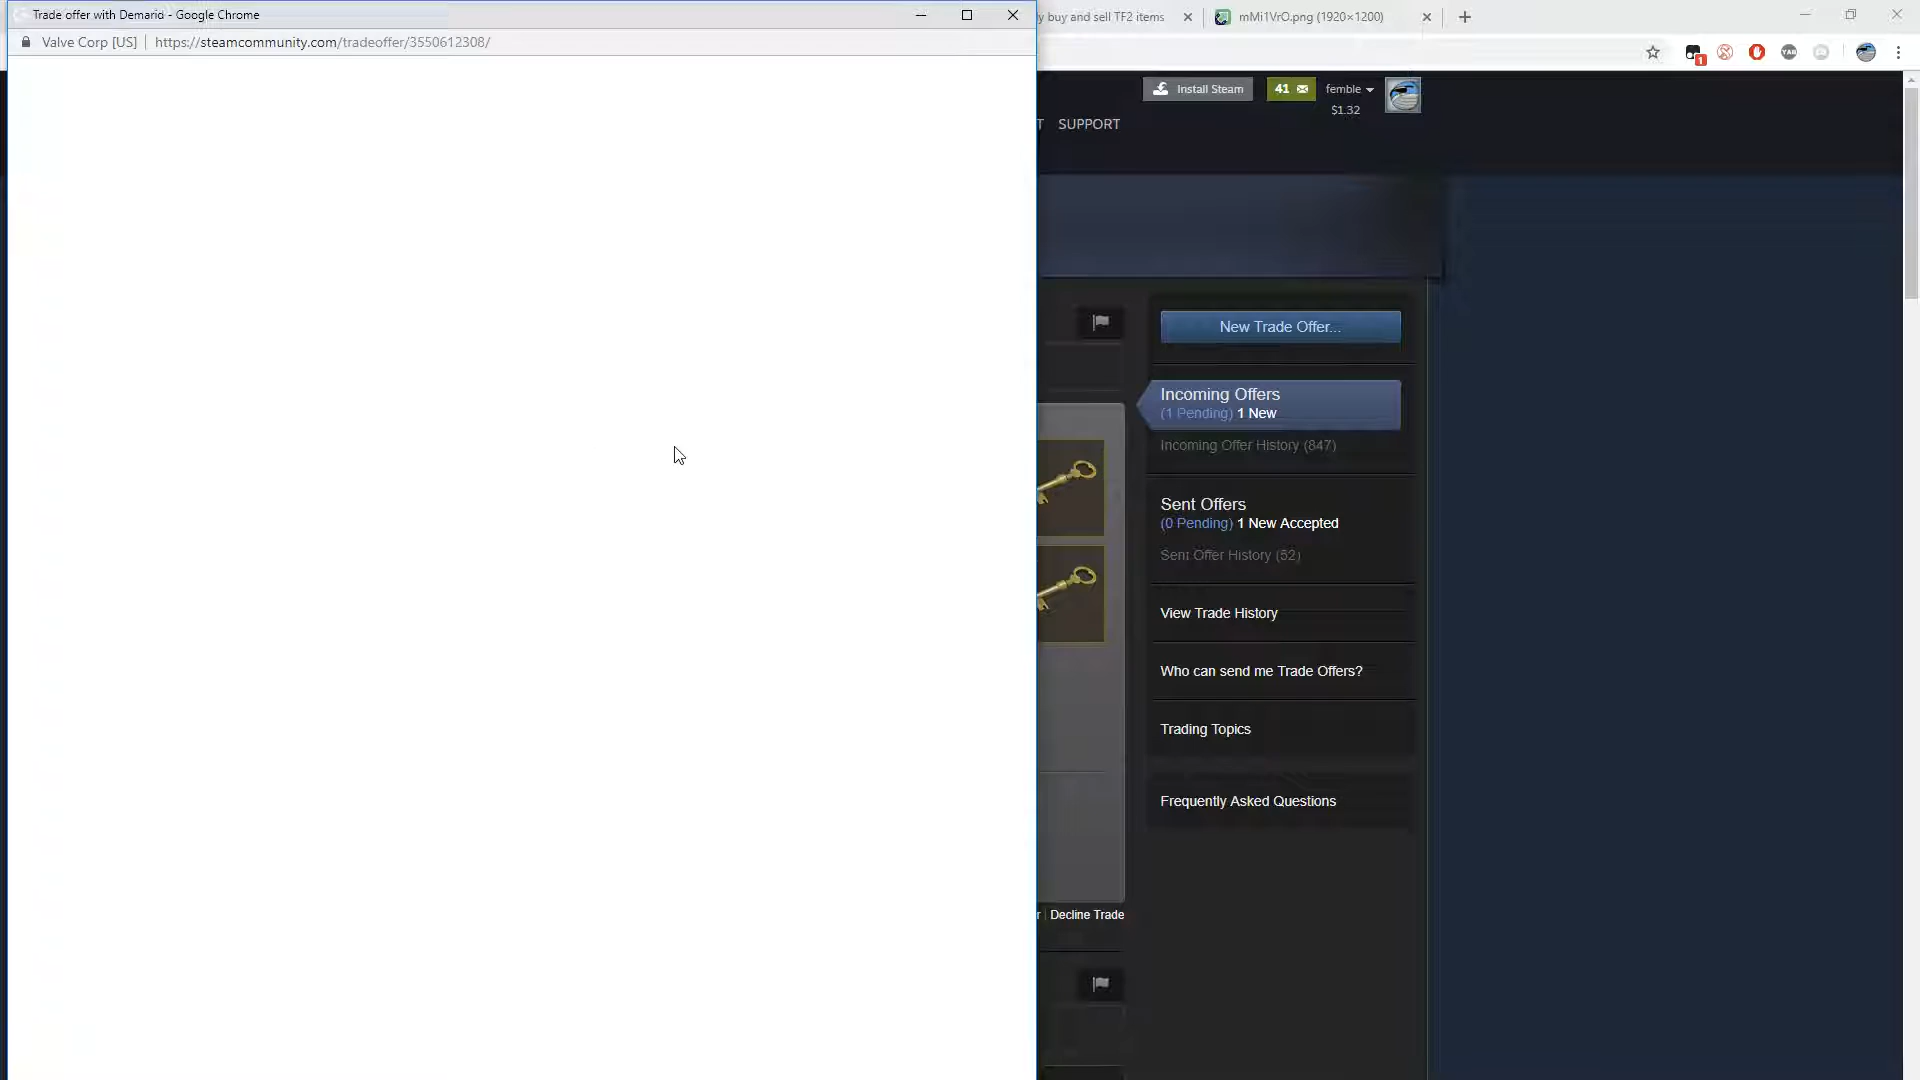 Trade offer with Demarid - Google Chrome
y buy and sell TF2 items
mMi1VrO.png (1920×1200)
Valve Corp [US]
https://steamcommunity.com/tradeoffer/3550612308/
1
YAB
Install Steam
41
femble
$1.32
T SUPPORT
New Trade Offer...
Incoming Offers
(1 Pending) 1 New
Incoming Offer History (847)
Sent Offers
(0 Pending) 1 New Accepted
Sent Offer History (52)
View Trade History
Who can send me Trade Offers?
Trading Topics
Frequently Asked Questions
r | Decline Trade